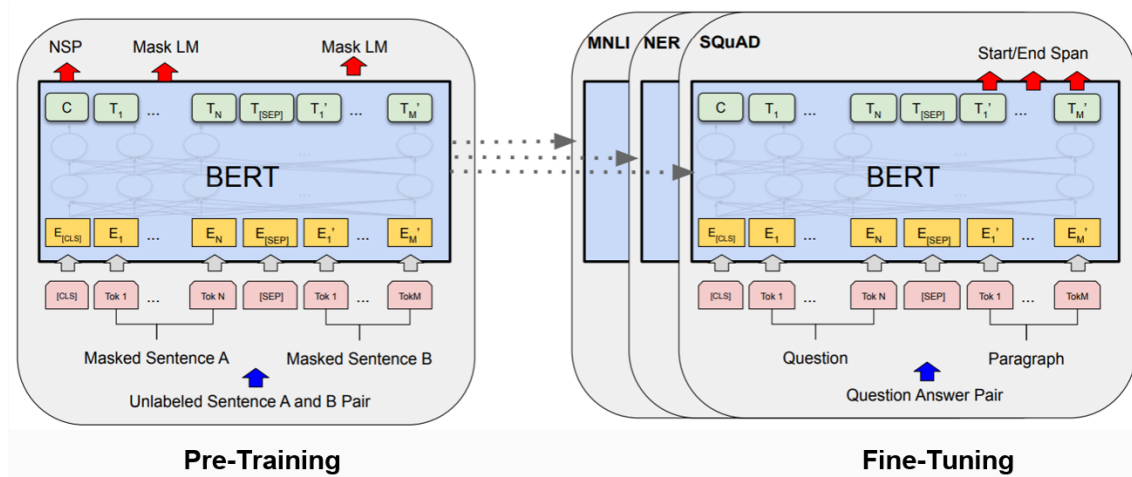 NSP Mask LM Mask LM
C T1 ... TN T[SEP] T1' ... TM'
...
...
BERT
E[CLS] E1 ... EN E[SEP] E1' ... EM'
[CLS] Tok 1 ... Tok N [SEP] Tok 1 ... TokM
Masked Sentence A Masked Sentence B
Unlabeled Sentence A and B Pair
Pre-Training
MNLI NER SQuAD
Start/End Span
C T1 ... TN T[SEP] T1' ... TM'
...
...
BERT
E[CLS] E1 ... EN E[SEP] E1' ... EM'
[CLS] Tok 1 ... Tok N [SEP] Tok 1 ... TokM
Question Paragraph
Question Answer Pair
Fine-Tuning